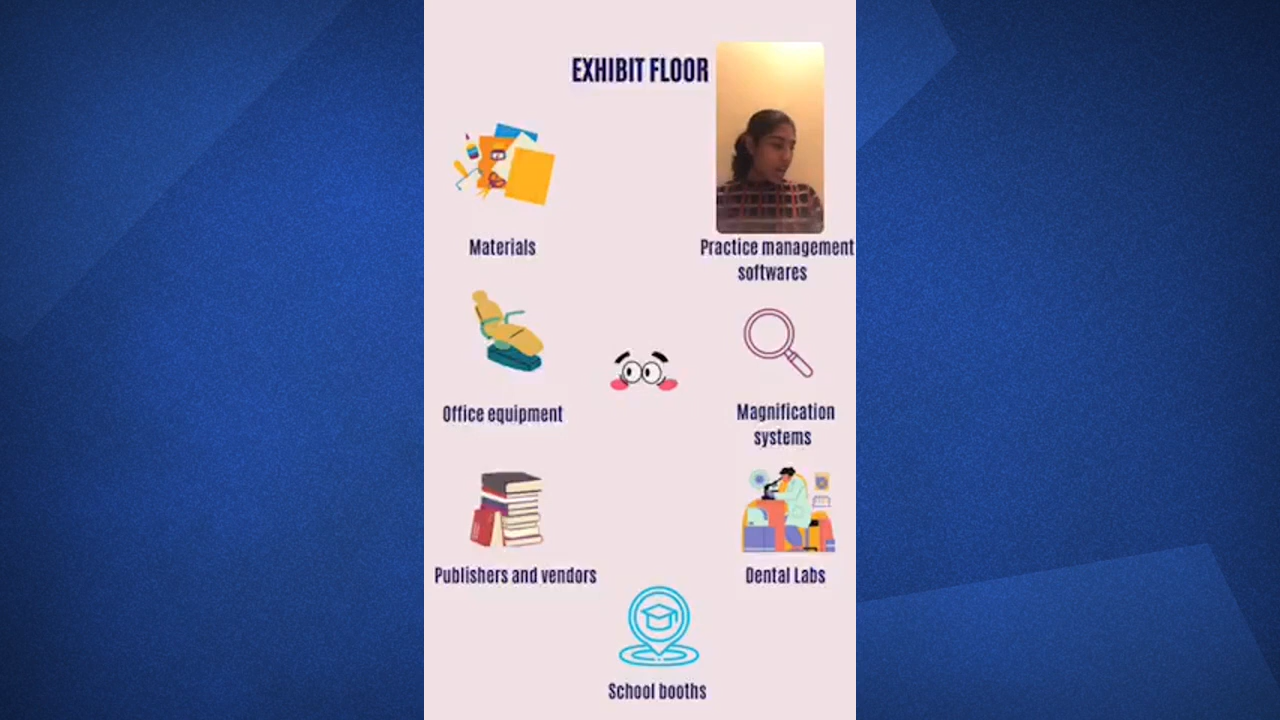 EXHIBIT FLOOR
Materials
Practice management
softwares
Office equipment
Magnification
systems
Publishers and vendors
Dental Labs
School booths